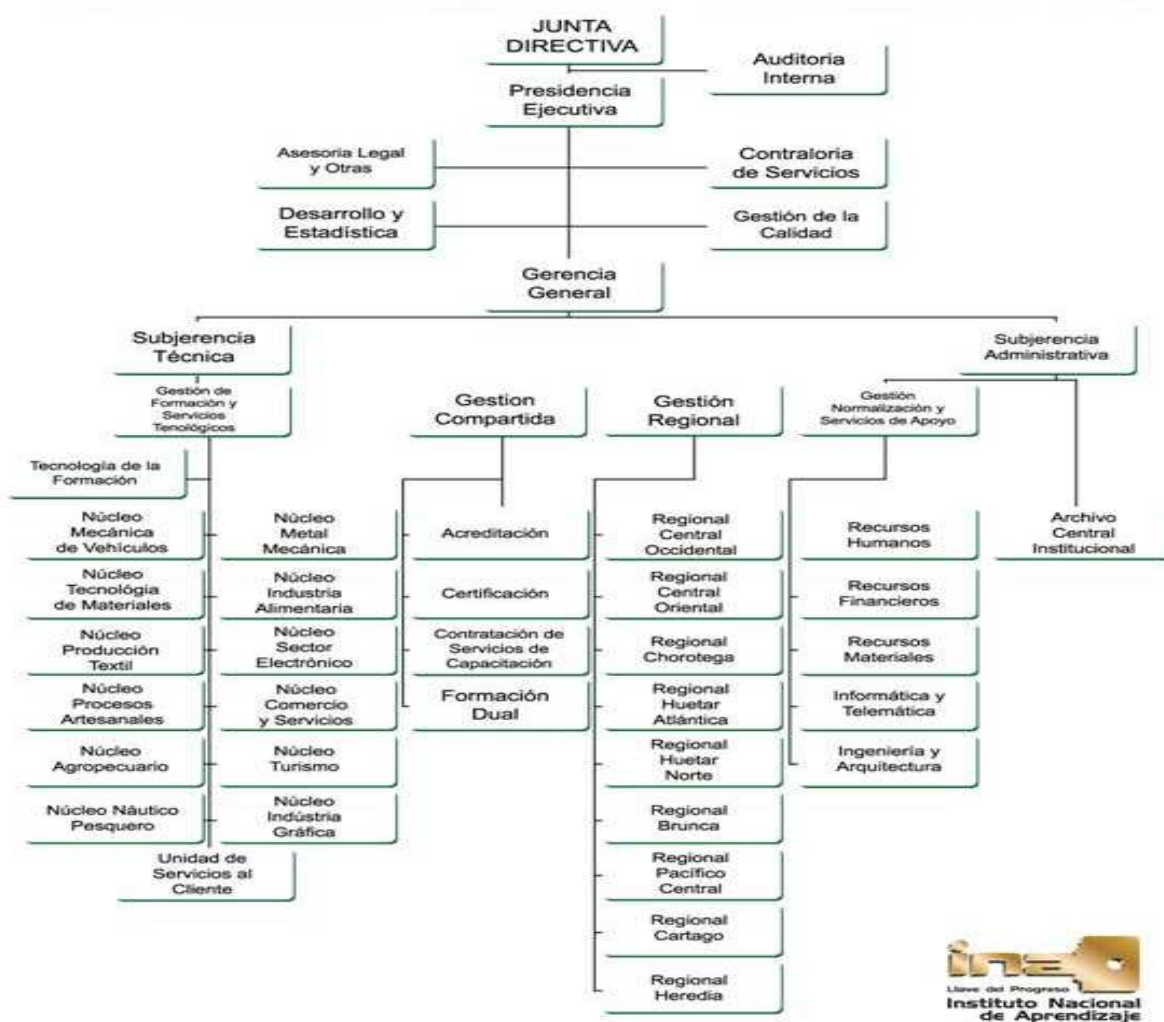 JUNTA
DIRECTIVA
Auditoria
Interna
Presidencia
Ejecutiva
Asesoria Legal
y Otras
Contraloria
de Servicios
Desarrollo y
Estadística
Gestión de la
Calidad
Gerencia
General
Subjerencia
Técnica
Subjerencia
Administrativa
Gestión de
Formación y
Servicios
Tenológicos
Gestion
Compartida
Gestión
Regional
Gestión
Normalización y
Servicios de Apoyo
Tecnología de la
Formación
Núcleo
Mecánica
de Vehículos
Núcleo
Metal
Mecánica
Acreditación
Regional
Central
Occidental
Recursos
Humanos
Archivo
Central
Institucional
Núcleo
Tecnológia
de Materiales
Núcleo
Industria
Alimentaria
Certificación
Regional
Central
Oriental
Recursos
Financieros
Núcleo
Producción
Textil
Núcleo
Sector
Electrónico
Contratación de
Servicios de
Capacitación
Regional
Chorotega
Recursos
Materiales
Núcleo
Procesos
Artesanales
Núcleo
Comercio
y Servicios
Formación
Dual
Regional
Huetar
Atlántica
Informática y
Telemática
Núcleo
Agropecuario
Núcleo
Turismo
Regional
Huetar
Norte
Ingeniería y
Arquitectura
Núcleo Náutico
Pesquero
Núcleo
Indústria
Gráfica
Regional
Brunca
Unidad de
Servicios al
Cliente
Regional
Pacífico
Central
Regional
Cartago
Regional
Heredia
ina
Llave del Progreso
Instituto Nacional
de Aprendizaje